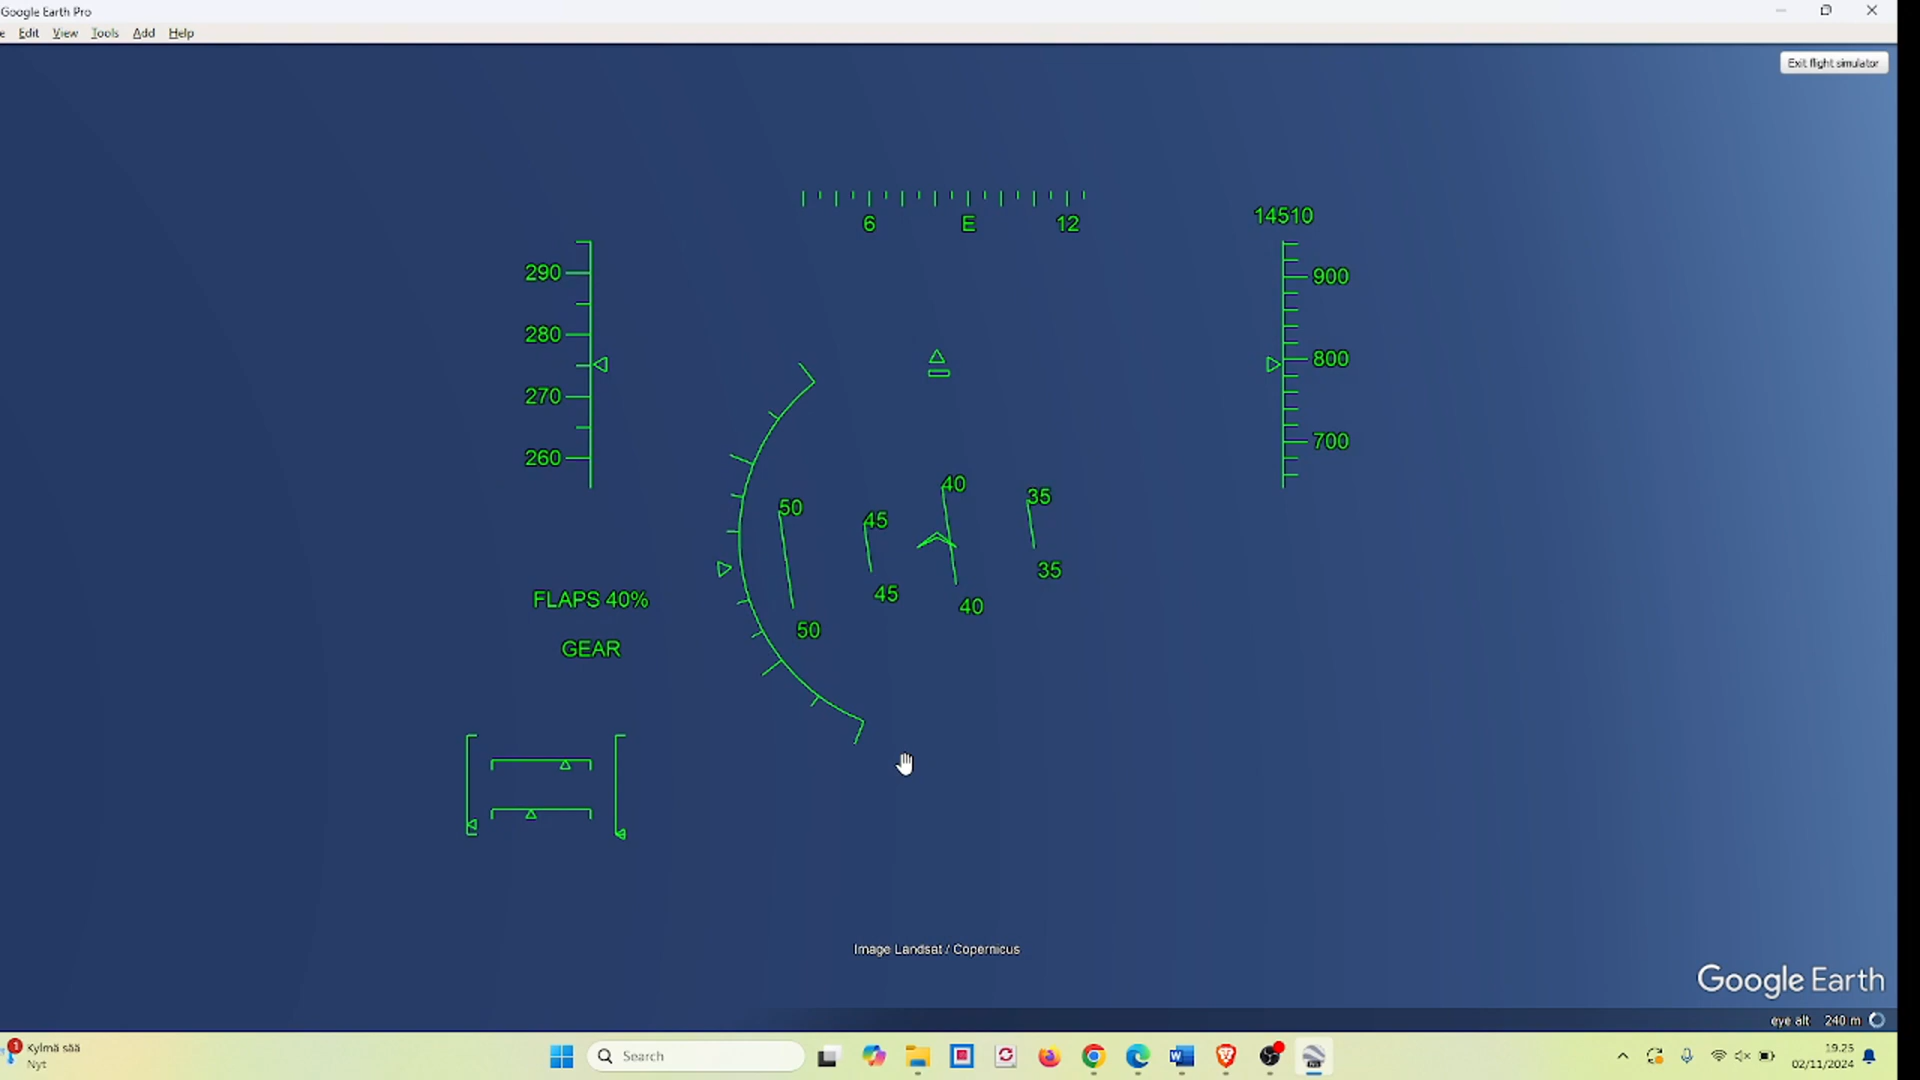 Google Earth Pro
e Edit View Tools Add Help
Exit flight simulator
6 E 12
14510
290
280
270
260
900
800
700
50 45 40 35
50 45 40 35
FLAPS 40%
GEAR
Image Landsat / Copernicus
Google Earth
eye alt 240 m
1
Kylmä sää
Nyt
Search
19.25
02/11/2024